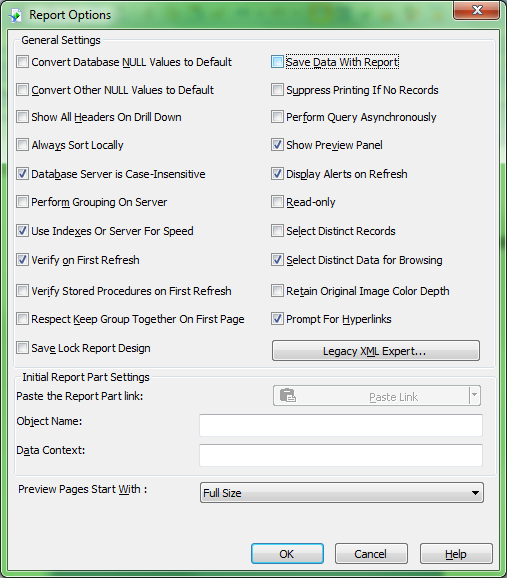 Report Options
General Settings
Convert Database NULL Values to Default
Save Data With Report
Convert Other NULL Values to Default
Suppress Printing If No Records
Show All Headers On Drill Down
Perform Query Asynchronously
Always Sort Locally
Show Preview Panel
Database Server is Case-Insensitive
Display Alerts on Refresh
Perform Grouping On Server
Read-only
Use Indexes Or Server For Speed
Select Distinct Records
Verify on First Refresh
Select Distinct Data for Browsing
Verify Stored Procedures on First Refresh
Retain Original Image Color Depth
Respect Keep Group Together On First Page
Prompt For Hyperlinks
Save Lock Report Design
Legacy XML Expert...
Initial Report Part Settings
Paste the Report Part link:
Paste Link
Object Name:
Data Context:
Preview Pages Start With :
Full Size
OK
Cancel
Help